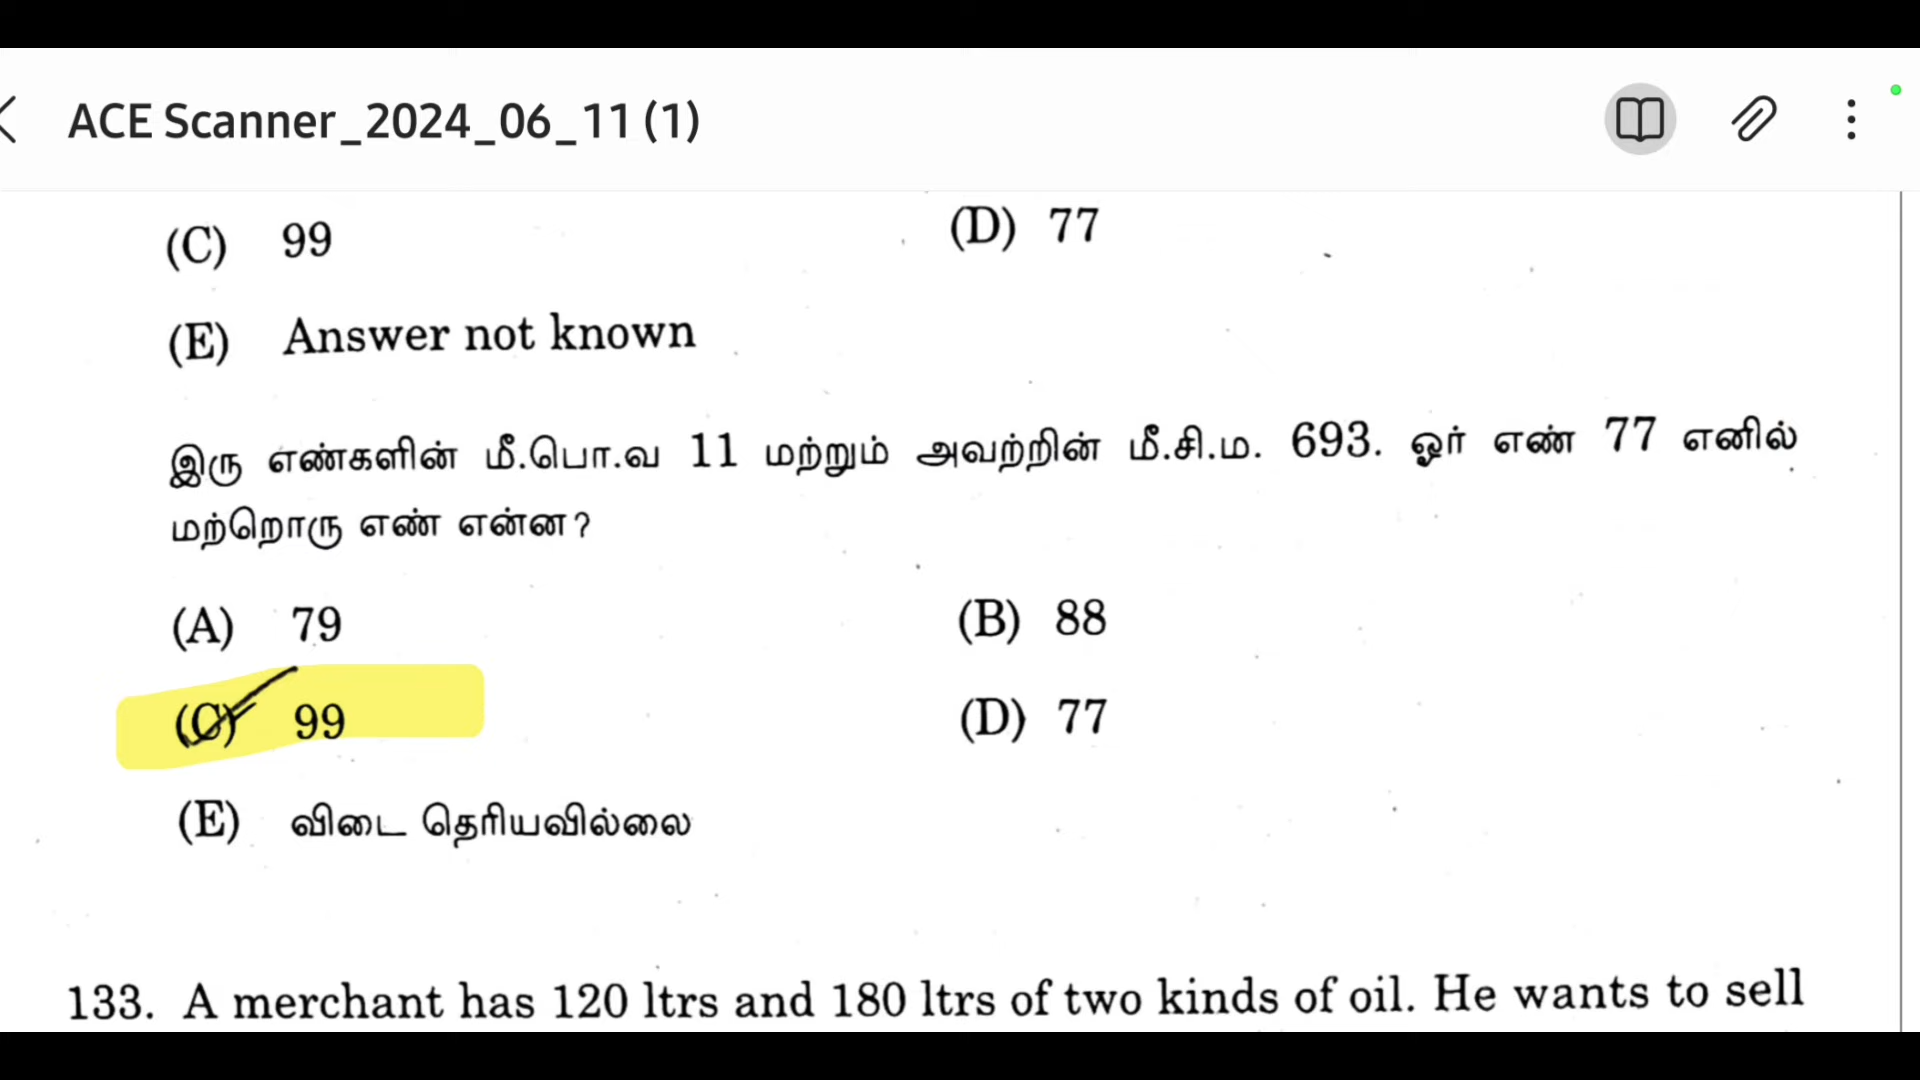 ACE Scanner_2024_06_11 (1)
(C) 99 (D) 77
(E) Answer not known
இரு எண்களின் மீ.பொ.வ 11 மற்றும் அவற்றின் மீ.சி.ம. 693. ஓர் எண் 77 எனில்
மற்றொரு எண் என்ன?
(A) 79 (B) 88
(C) 99 (D) 77
(E) விடை தெரியவில்லை
133. A merchant has 120 ltrs and 180 ltrs of two kinds of oil. He wants to sell